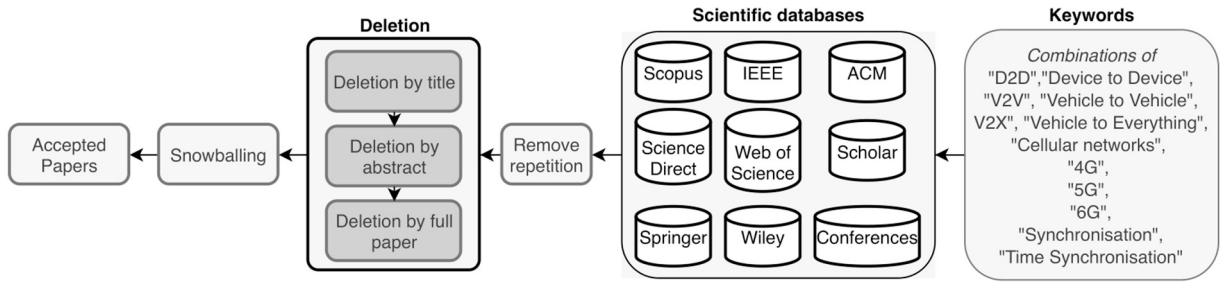 Deletion
Scientific databases
Keywords
Accepted
Papers
Snowballing
Deletion by title
Deletion by
abstract
Deletion by full
paper
Remove
repetition
Scopus
IEEE
ACM
Science
Direct
Web of
Science
Scholar
Springer
Wiley
Conferences
Combinations of
"D2D","Device to Device",
"V2V", "Vehicle to Vehicle",
V2X", "Vehicle to Everything",
"Cellular networks",
"4G",
"5G",
"6G",
"Synchronisation",
"Time Synchronisation"